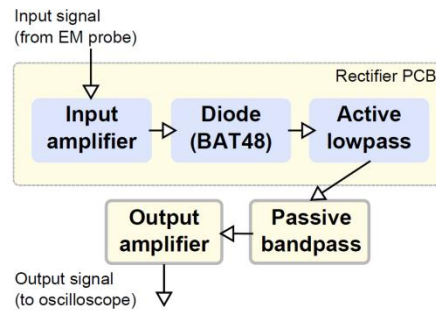 Input signal
(from EM probe)
Rectifier PCB
Input
amplifier
Diode
(BAT48)
Active
lowpass
Output
amplifier
Passive
bandpass
Output signal
(to oscilloscope)